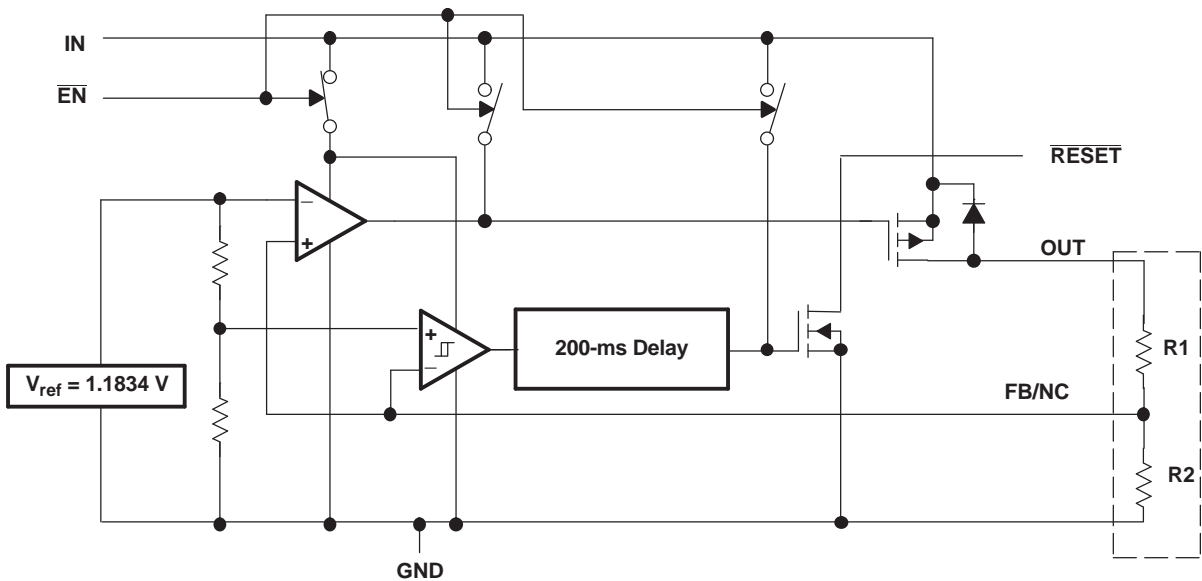 IN
EN
RESET
OUT
200-ms Delay
R1
Vref = 1.1834 V
FB/NC
R2
GND